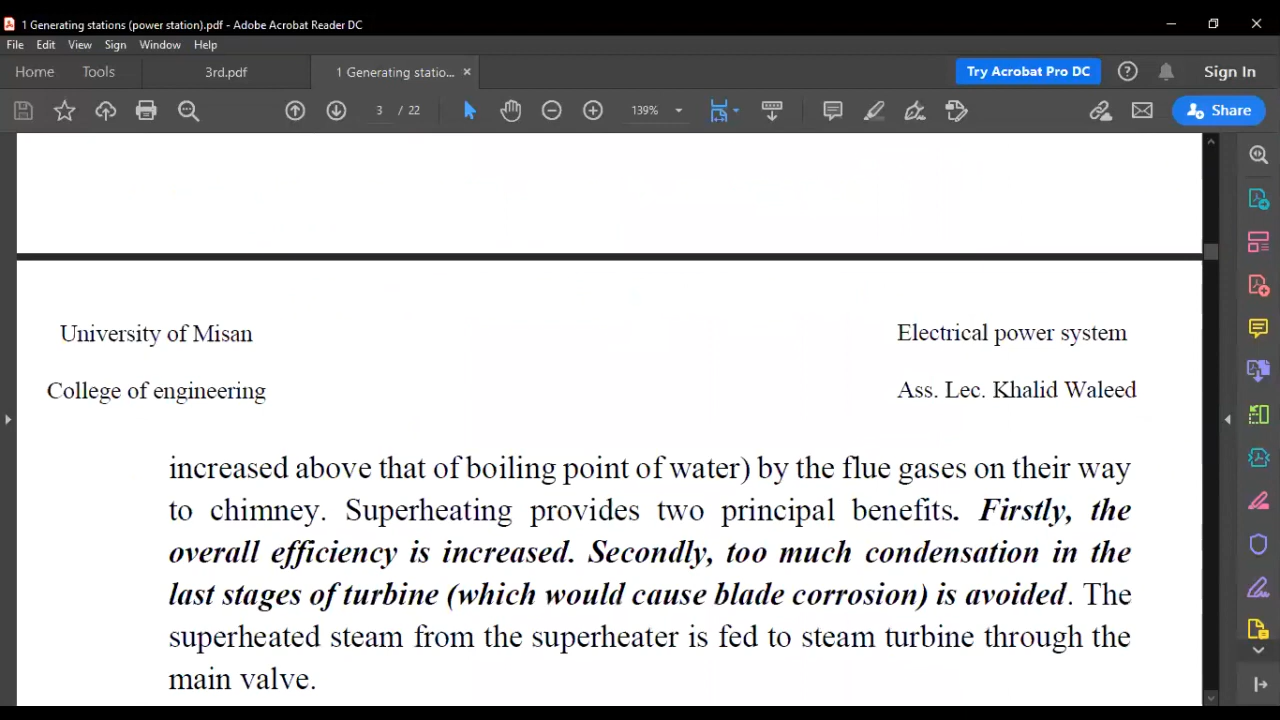 1 Generating stations (power station).pdf - Adobe Acrobat Reader DC
File Edit View Sign Window Help
Home Tools 3rd.pdf 1 Generating statio... × Try Acrobat Pro DC Sign In
3 / 22 139% Share
University of Misan Electrical power system
College of engineering Ass. Lec. Khalid Waleed
increased above that of boiling point of water) by the flue gases on their way
to chimney. Superheating provides two principal benefits. Firstly, the
overall efficiency is increased. Secondly, too much condensation in the
last stages of turbine (which would cause blade corrosion) is avoided. The
superheated steam from the superheater is fed to steam turbine through the
main valve.